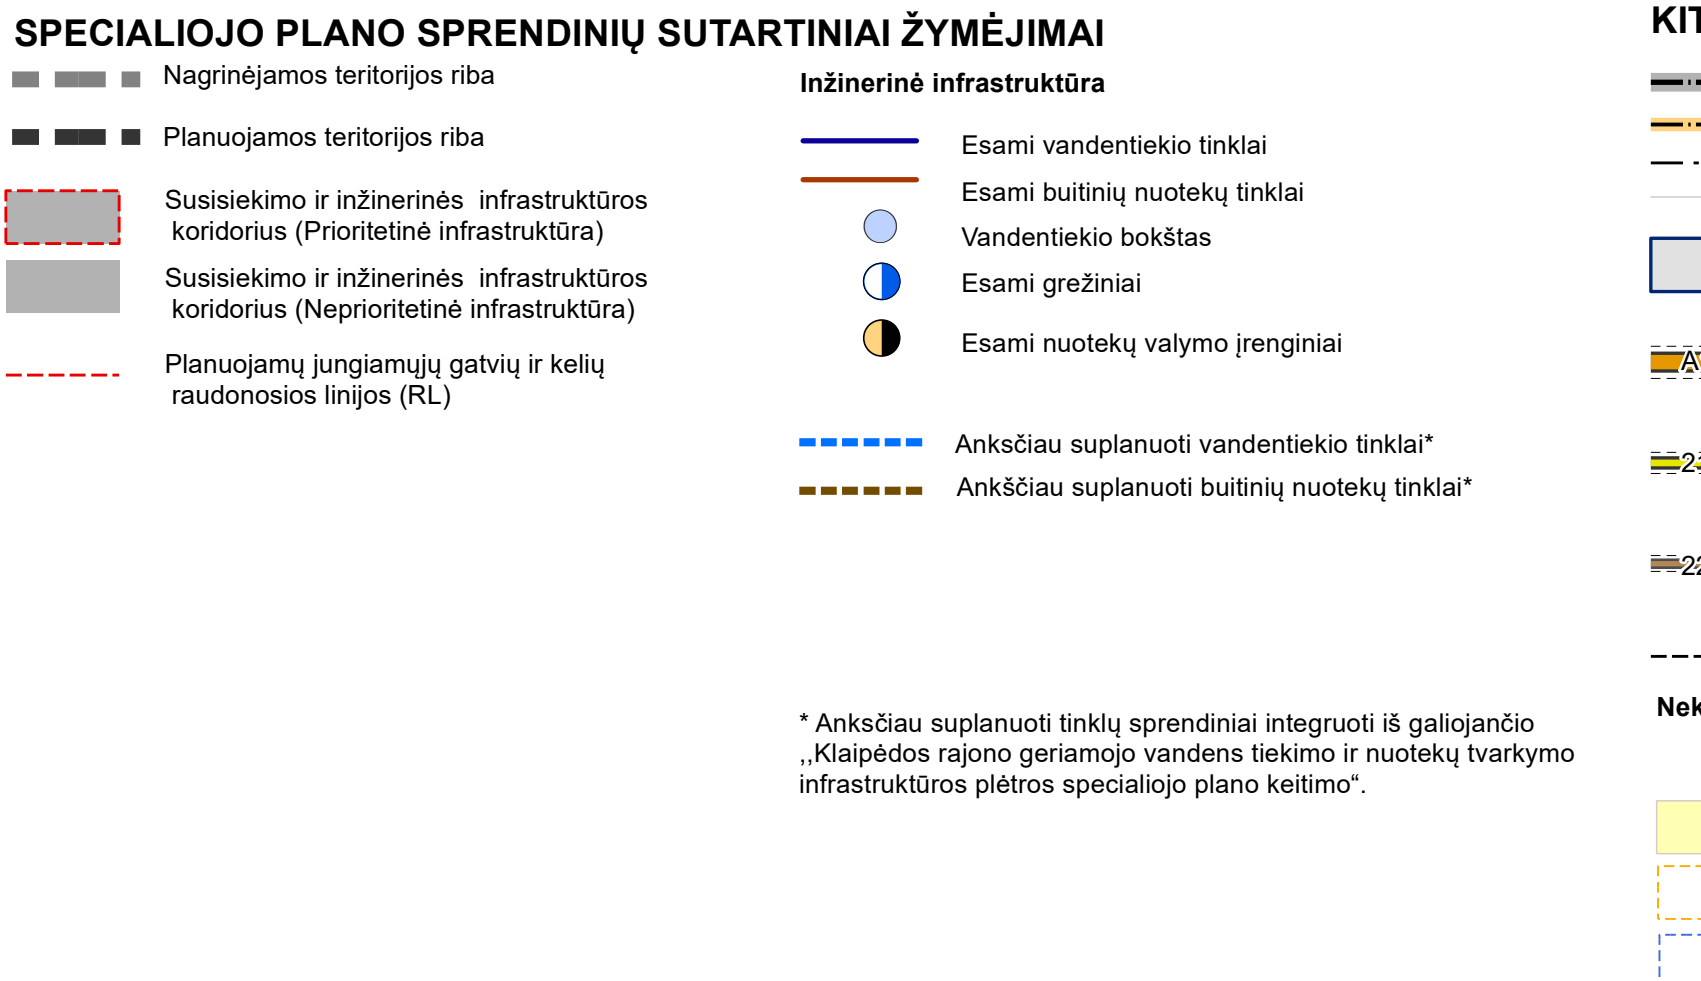 SPECIALIOJO PLANO SPRENDINIŲ SUTARTINIAI ŽYMĖJIMAI
Nagrinėjamos teritorijos riba
Planuojamos teritorijos riba
Susisiekimo ir inžinerinės infrastruktūros
koridorius (Prioritetinė infrastruktūra)
Susisiekimo ir inžinerinės infrastruktūros
koridorius (Neprioritetinė infrastruktūra)
Planuojamų jungiamųjų gatvių ir kelių
raudonosios linijos (RL)
Inžinerinė infrastruktūra
Esami vandentiekio tinklai
Esami buitinių nuotekų tinklai
Vandentiekio bokštas
Esami grežiniai
Esami nuotekų valymo įrenginiai
Anksčiau suplanuoti vandentiekio tinklai*
Ankščiau suplanuoti buitinių nuotekų tinklai*
* Anksčiau suplanuoti tinklų sprendiniai integruoti iš galiojančio
,,Klaipėdos rajono geriamojo vandens tiekimo ir nuotekų tvarkymo
infrastruktūros plėtros specialiojo plano keitimo“.